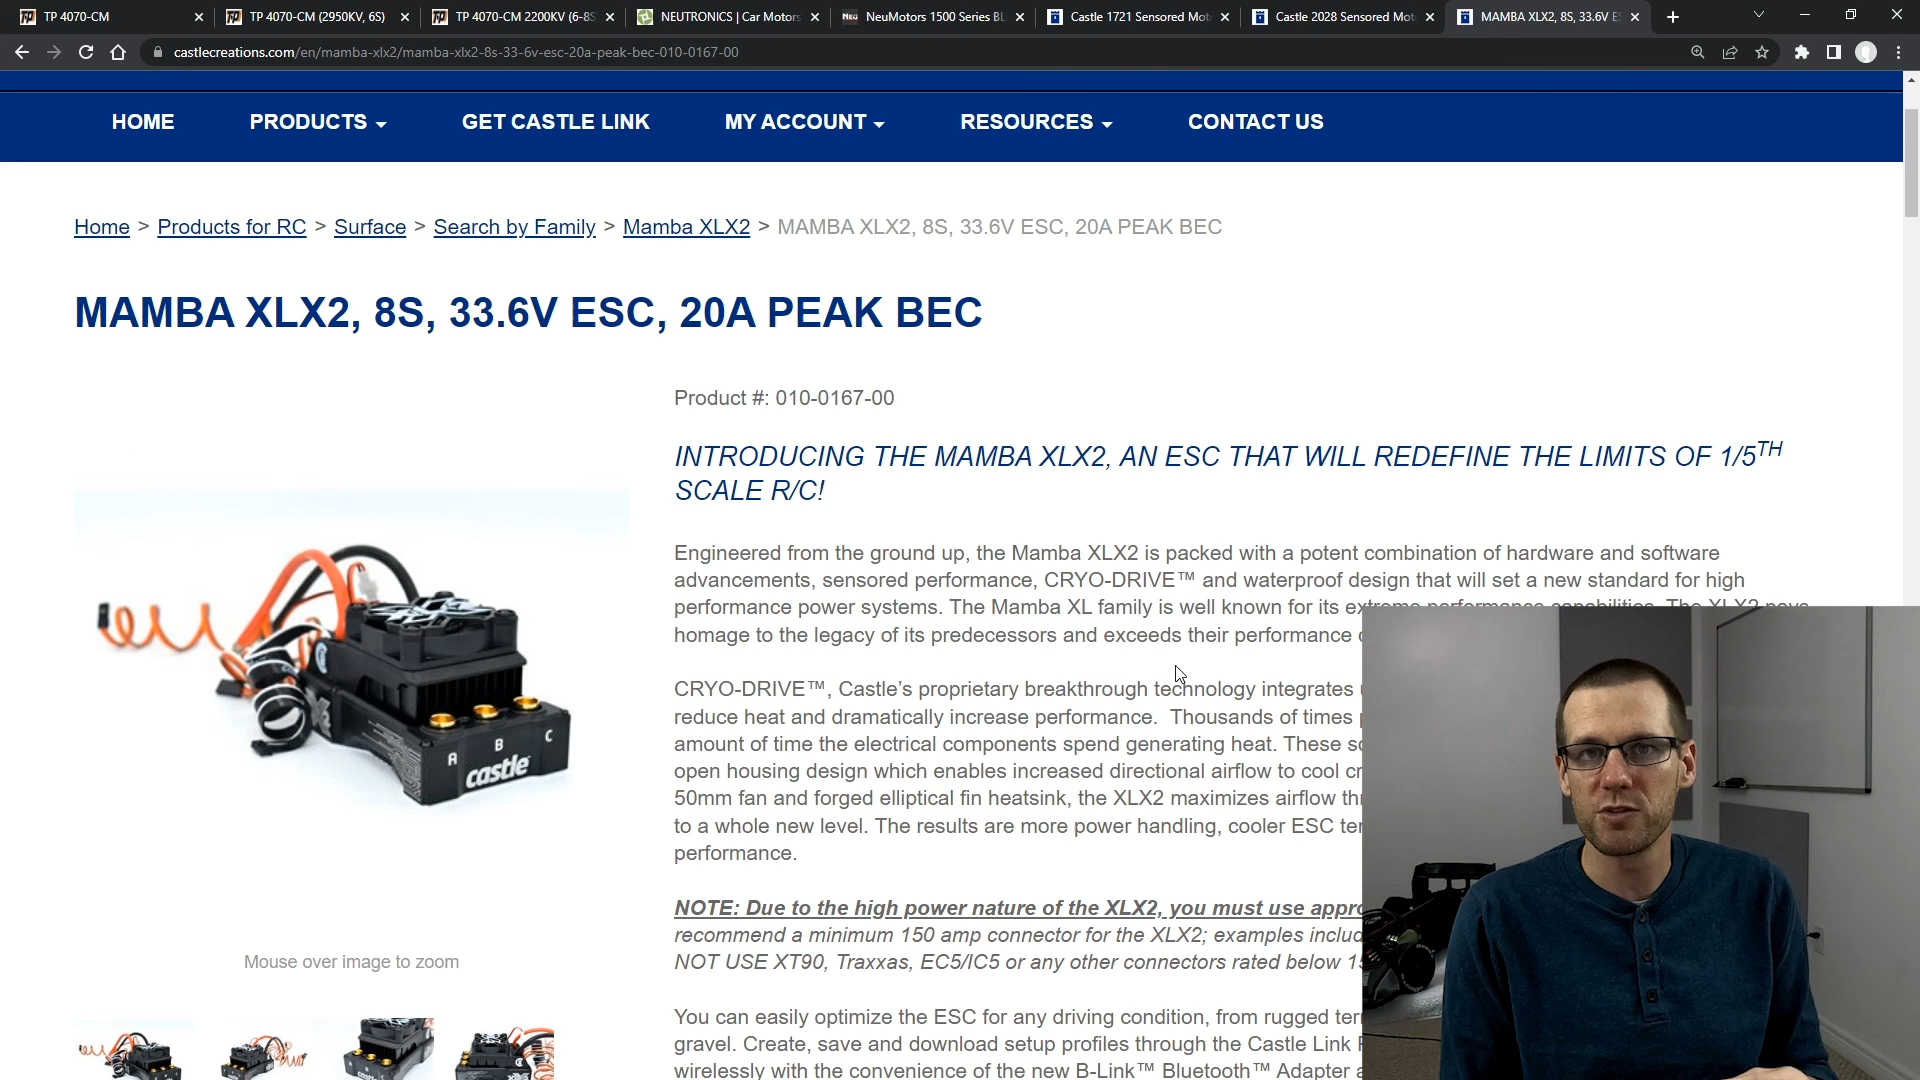 TP 4070-CM
TP 4070-CM (2950KV, 6S)
TP 4070-CM 2200KV (6-8S
NEUTRONICS | Car Motors
NeuMotors 1500 Series BL
Castle 1721 Sensored Mot
Castle 2028 Sensored Mot
MAMBA XLX2, 8S, 33.6V ES
castlecreations.com/en/mamba-xlx2/mamba-xlx2-8s-33-6v-esc-20a-peak-bec-010-0167-00
HOME PRODUCTS GET CASTLE LINK MY ACCOUNT RESOURCES CONTACT US
Home > Products for RC > Surface > Search by Family > Mamba XLX2 > MAMBA XLX2, 8S, 33.6V ESC, 20A PEAK BEC
MAMBA XLX2, 8S, 33.6V ESC, 20A PEAK BEC
Product #: 010-0167-00
INTRODUCING THE MAMBA XLX2, AN ESC THAT WILL REDEFINE THE LIMITS OF 1/5TH
SCALE R/C!
Engineered from the ground up, the Mamba XLX2 is packed with a potent combination of hardware and software
advancements, sensored performance, CRYO-DRIVE™ and waterproof design that will set a new standard for high
performance power systems. The Mamba XL family is well known for its extreme performance capabilities. The XLX2 pays
homage to the legacy of its predecessors and exceeds their performance
CRYO-DRIVE™, Castle's proprietary breakthrough technology integrates
reduce heat and dramatically increase performance. Thousands of times
amount of time the electrical components spend generating heat. These
open housing design which enables increased directional airflow to cool
50mm fan and forged elliptical fin heatsink, the XLX2 maximizes airflow
to a whole new level. The results are more power handling, cooler ESC
performance.
NOTE: Due to the high power nature of the XLX2, you must use
recommend a minimum 150 amp connector for the XLX2; examples
NOT USE XT90, Traxxas, EC5/IC5 or any other connectors rated below
You can easily optimize the ESC for any driving condition, from rugged
gravel. Create, save and download setup profiles through the Castle Link
wirelessly with the convenience of the new B-Link™ Bluetooth™ Adapter
A B C
castle
Mouse over image to zoom